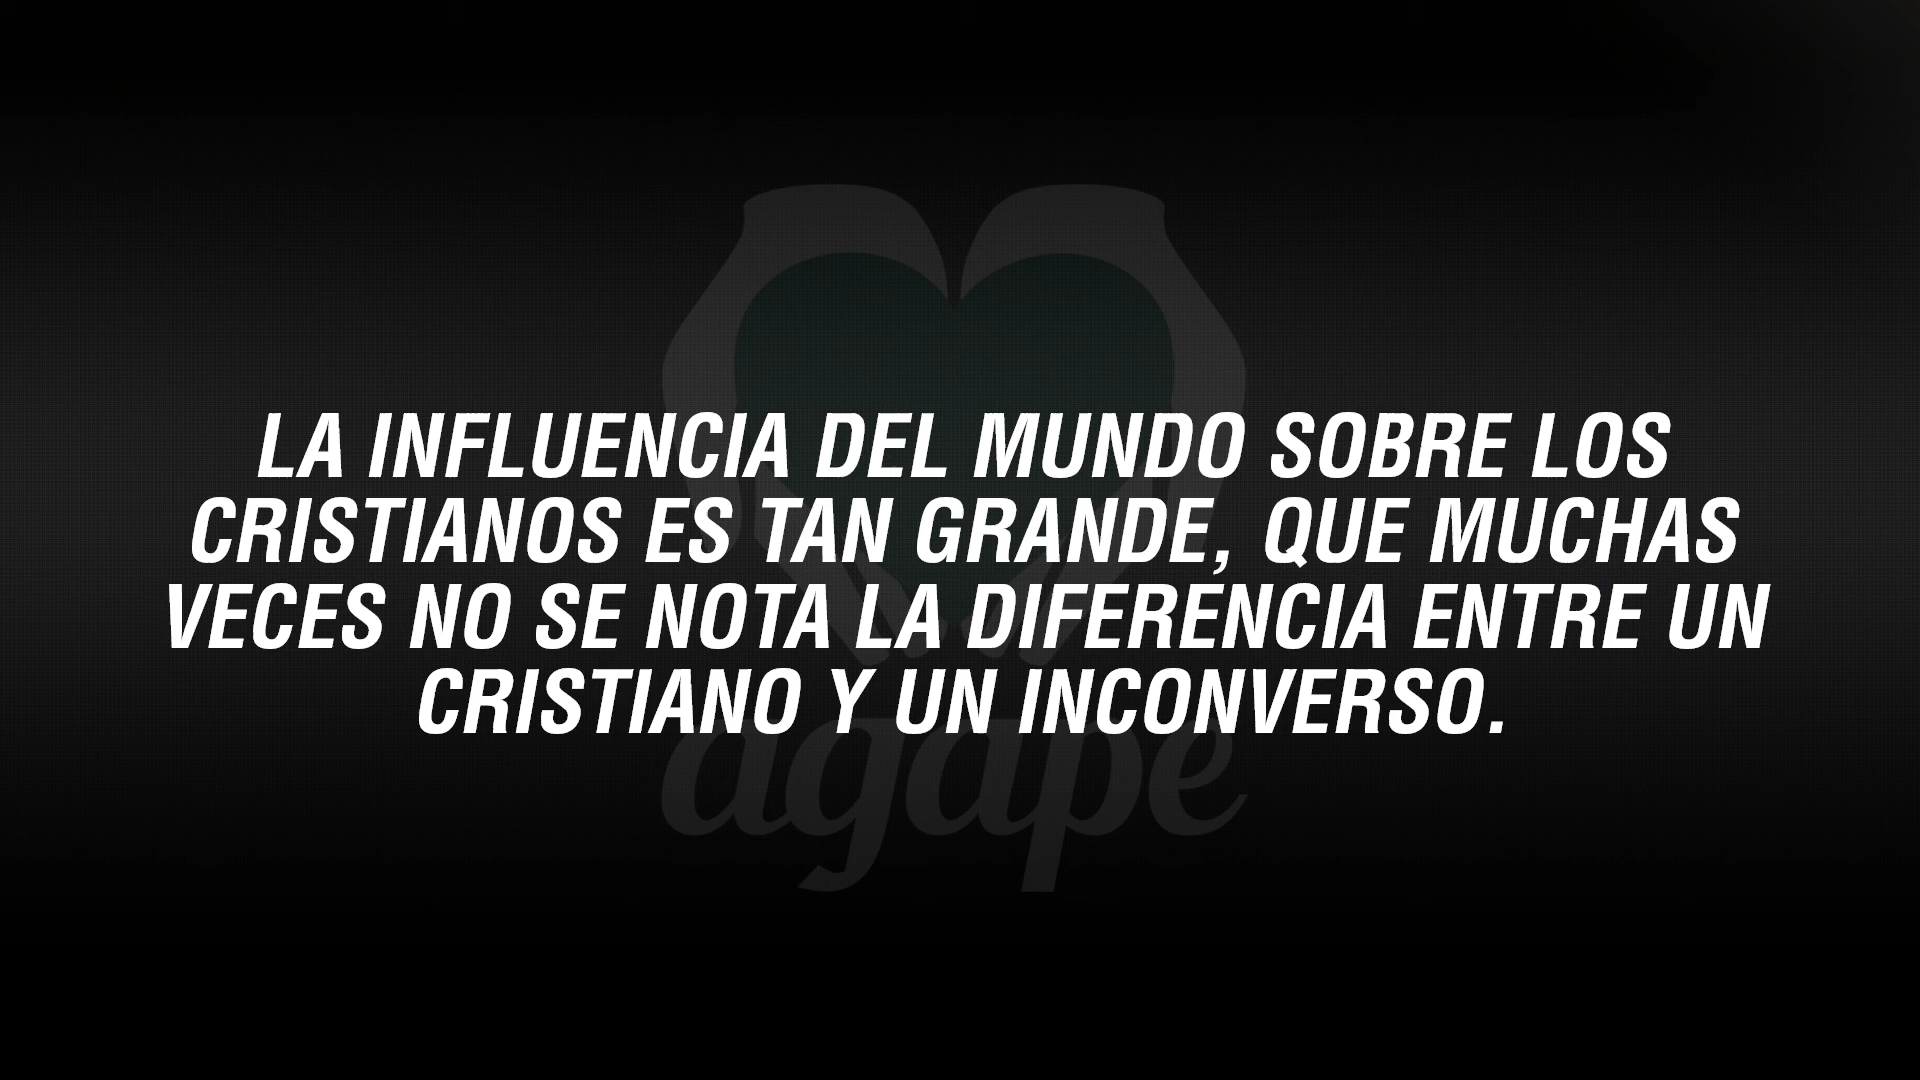 LA INFLUENCIA DEL MUNDO SOBRE LOS
CRISTIANOS ES TAN GRANDE, QUE MUCHAS
VECES NO SE NOTA LA DIFERENCIA ENTRE UN
CRISTIANO Y UN INCONVERSO.
agape